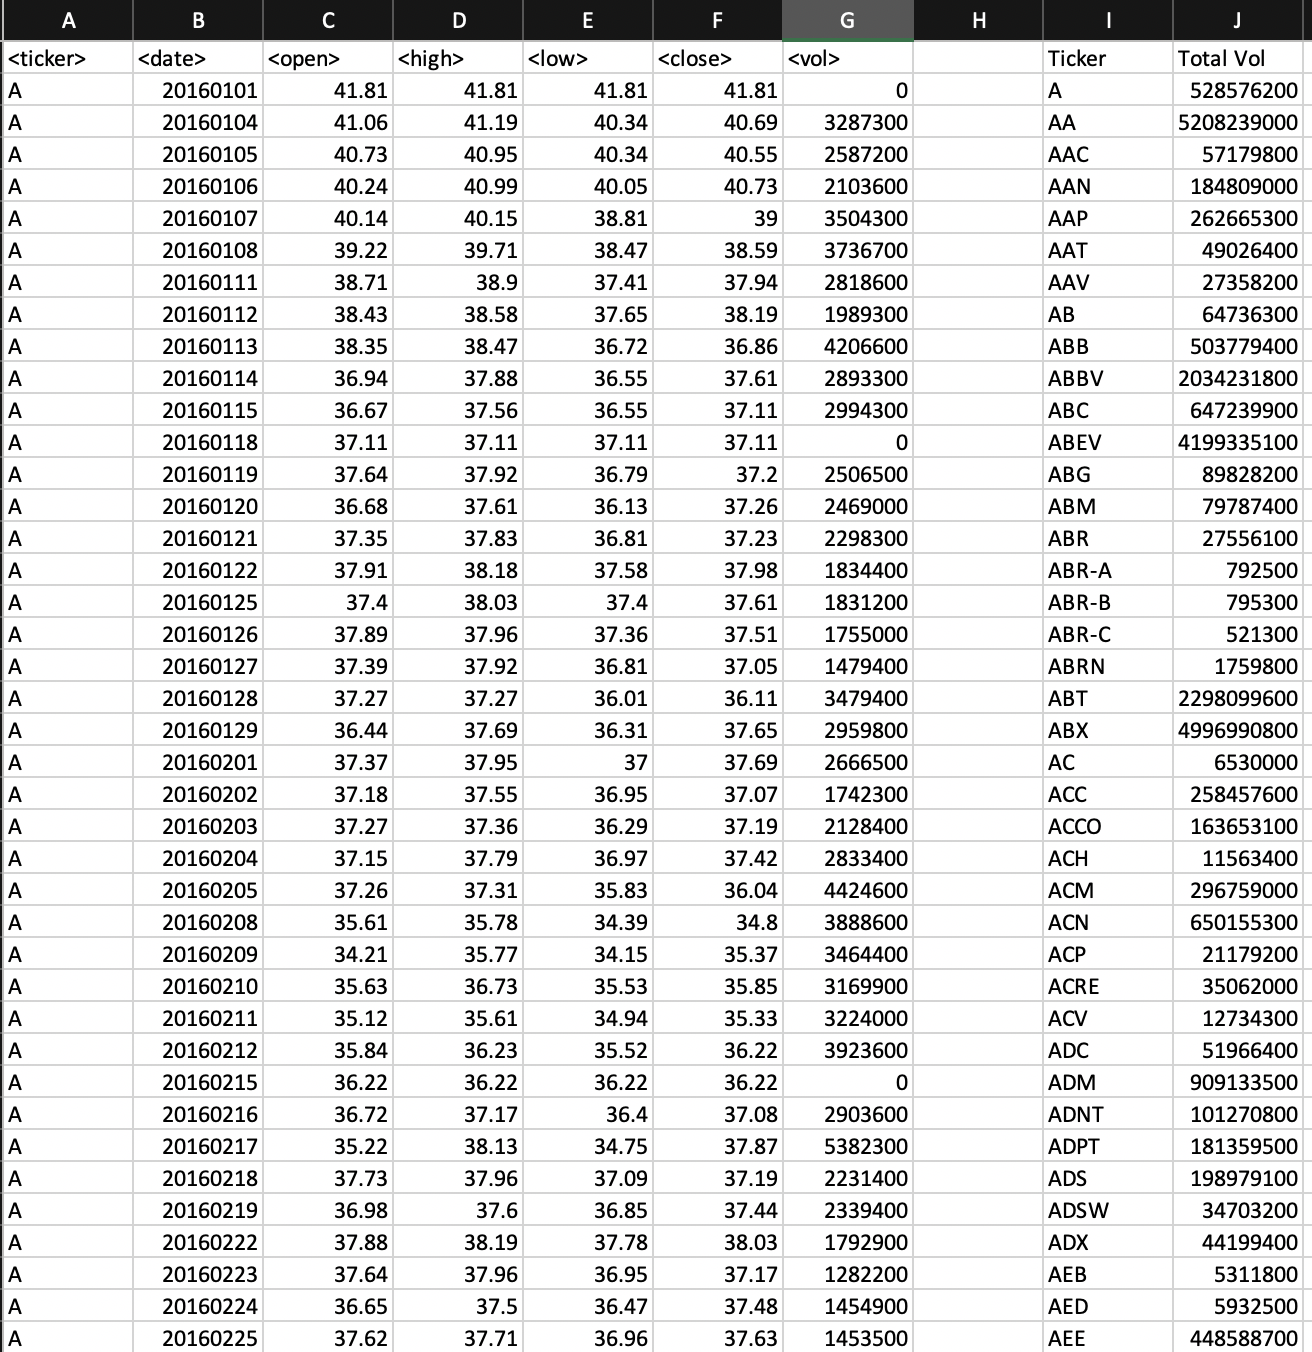 A B C D E F G H I J
<ticker> <date> <open> <high> <low> <close> <vol> Ticker Total Vol
A 20160101 41.81 41.81 41.81 41.81 0 A 528576200
A 20160104 41.06 41.19 40.34 40.69 3287300 AA 5208239000
A 20160105 40.73 40.95 40.34 40.55 2587200 AAC 57179800
A 20160106 40.24 40.99 40.05 40.73 2103600 AAN 184809000
A 20160107 40.14 40.15 38.81 39 3504300 AAP 262665300
A 20160108 39.22 39.71 38.47 38.59 3736700 AAT 49026400
A 20160111 38.71 38.9 37.41 37.94 2818600 AAV 27358200
A 20160112 38.43 38.58 37.65 38.19 1989300 AB 64736300
A 20160113 38.35 38.47 36.72 36.86 4206600 ABB 503779400
A 20160114 36.94 37.88 36.55 37.61 2893300 ABBV 2034231800
A 20160115 36.67 37.56 36.55 37.11 2994300 ABC 647239900
A 20160118 37.11 37.11 37.11 37.11 0 ABEV 4199335100
A 20160119 37.64 37.92 36.79 37.2 2506500 ABG 89828200
A 20160120 36.68 37.61 36.13 37.26 2469000 ABM 79787400
A 20160121 37.35 37.83 36.81 37.23 2298300 ABR 27556100
A 20160122 37.91 38.18 37.58 37.98 1834400 ABR-A 792500
A 20160125 37.4 38.03 37.4 37.61 1831200 ABR-B 795300
A 20160126 37.89 37.96 37.36 37.51 1755000 ABR-C 521300
A 20160127 37.39 37.92 36.81 37.05 1479400 ABRN 1759800
A 20160128 37.27 37.27 36.01 36.11 3479400 ABT 2298099600
A 20160129 36.44 37.69 36.31 37.65 2959800 ABX 4996990800
A 20160201 37.37 37.95 37 37.69 2666500 AC 6530000
A 20160202 37.18 37.55 36.95 37.07 1742300 ACC 258457600
A 20160203 37.27 37.36 36.29 37.19 2128400 ACCO 163653100
A 20160204 37.15 37.79 36.97 37.42 2833400 ACH 11563400
A 20160205 37.26 37.31 35.83 36.04 4424600 ACM 296759000
A 20160208 35.61 35.78 34.39 34.8 3888600 ACN 650155300
A 20160209 34.21 35.77 34.15 35.37 3464400 ACP 21179200
A 20160210 35.63 36.73 35.53 35.85 3169900 ACRE 35062000
A 20160211 35.12 35.61 34.94 35.33 3224000 ACV 12734300
A 20160212 35.84 36.23 35.52 36.22 3923600 ADC 51966400
A 20160215 36.22 36.22 36.22 36.22 0 ADM 909133500
A 20160216 36.72 37.17 36.4 37.08 2903600 ADNT 101270800
A 20160217 35.22 38.13 34.75 37.87 5382300 ADPT 181359500
A 20160218 37.73 37.96 37.09 37.19 2231400 ADS 198979100
A 20160219 36.98 37.6 36.85 37.44 2339400 ADSW 34703200
A 20160222 37.88 38.19 37.78 38.03 1792900 ADX 44199400
A 20160223 37.64 37.96 36.95 37.17 1282200 AEB 5311800
A 20160224 36.65 37.5 36.47 37.48 1454900 AED 5932500
A 20160225 37.62 37.71 36.96 37.63 1453500 AEE 448588700